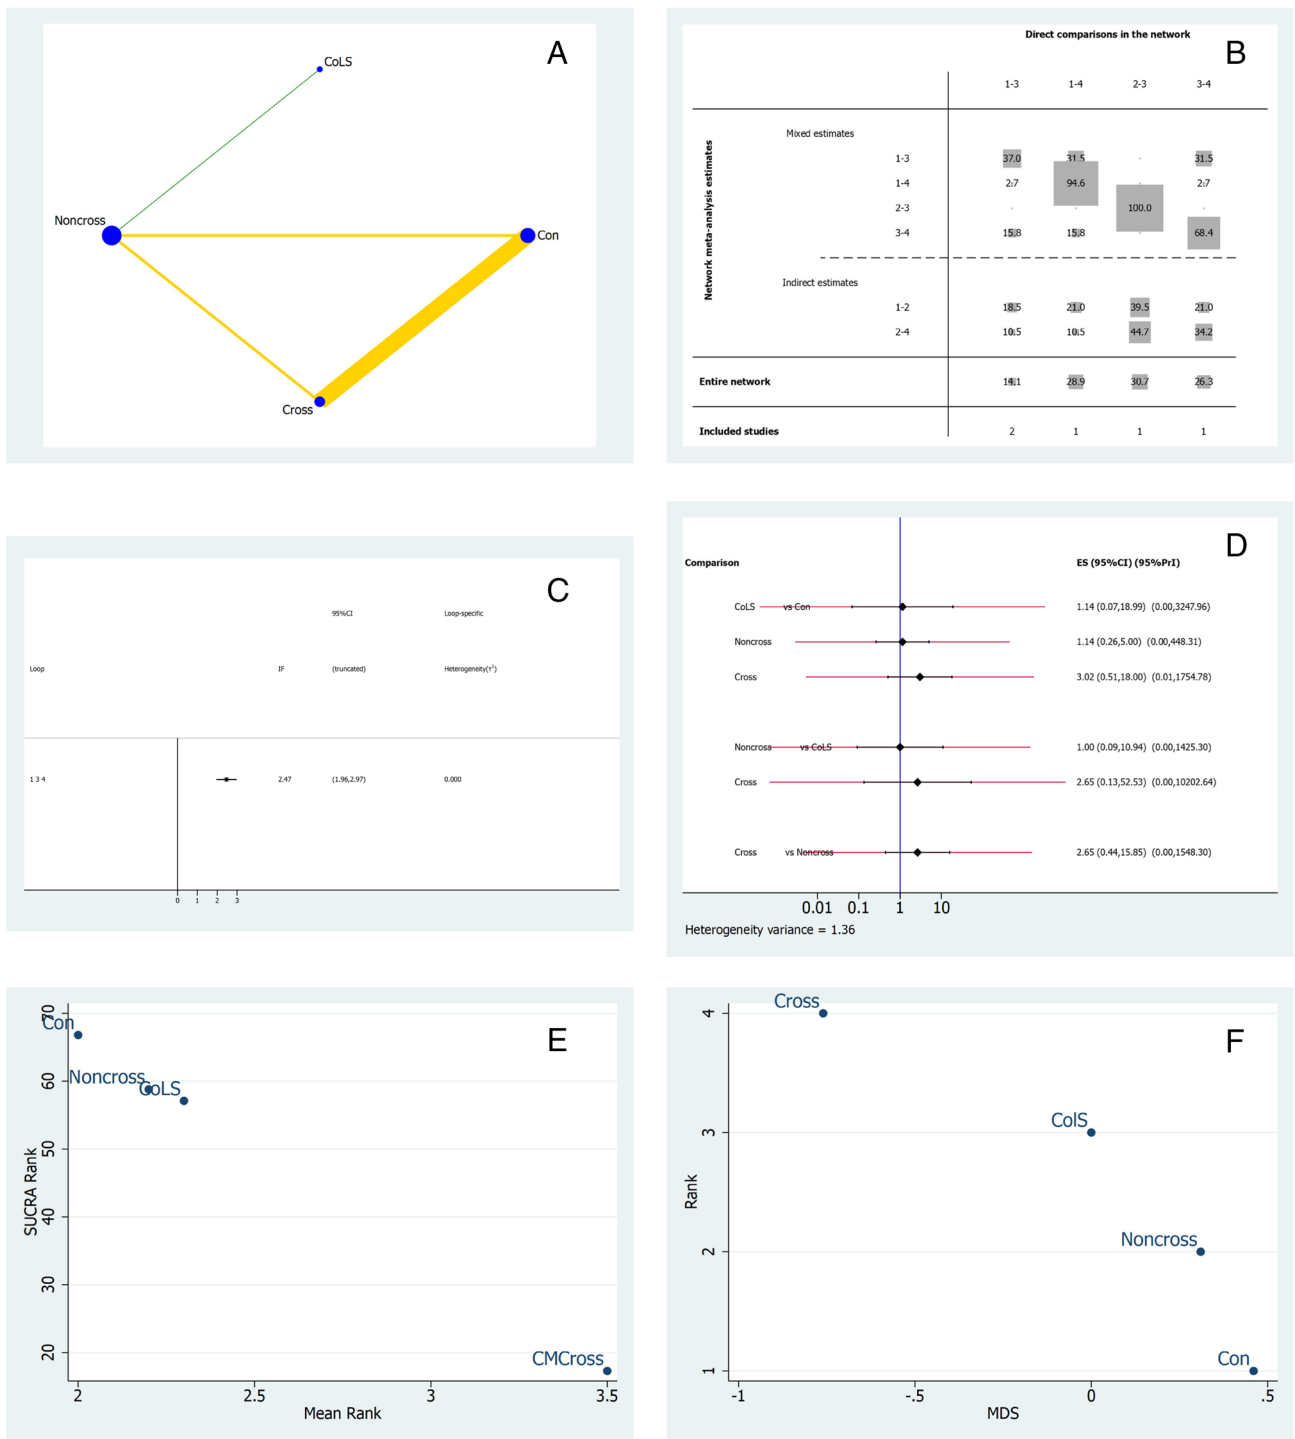 A
CoLS
Noncross
Con
Cross
B
Direct comparisons in the network
1-3 1-4 2-3 3-4
Network meta-analysis estimates
Mixed estimates
1-3 37.0 31.5 . 31.5
1-4 2.7 94.6 . 2.7
2-3 . . 100.0 .
3-4 15.8 15.8 . 68.4
Indirect estimates
1-2 18.5 21.0 39.5 21.0
2-4 10.5 10.5 44.7 34.2
Entire network 14.1 28.9 30.7 26.3
Included studies 2 1 1 1
C
95%CI Loop-specific
Loop IF (truncated) Heterogeneity(τ²)
1 3 4 2.47 (1.96,2.97) 0.000
0 1 2 3
D
Comparison ES (95%CI) (95%PrI)
CoLS vs Con 1.14 (0.07,18.99) (0.00,3247.96)
Noncross 1.14 (0.26,5.00) (0.00,448.31)
Cross 3.02 (0.51,18.00) (0.01,1754.78)
Noncross vs CoLS 1.00 (0.09,10.94) (0.00,1425.30)
Cross 2.65 (0.13,52.53) (0.00,10202.64)
Cross vs Noncross 2.65 (0.44,15.85) (0.00,1548.30)
0.01 0.1 1 10
Heterogeneity variance = 1.36
E
SUCRA Rank
70
60
50
40
30
20
Con
Noncross
CoLS
CMCross
2 2.5 3 3.5
Mean Rank
F
Rank
4
3
2
1
Cross
ColS
Noncross
Con
-1 -.5 0 .5
MDS